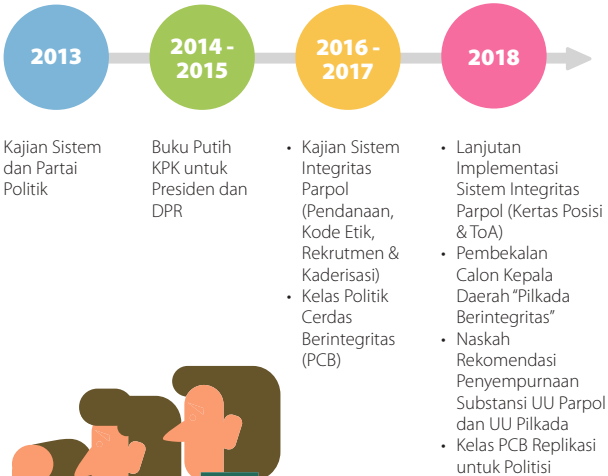 2013
2014 -
2015
2016 -
2017
2018
Kajian Sistem
dan Partai
Politik
Buku Putih
KPK untuk
Presiden dan
DPR
• Kajian Sistem
Integritas
Parpol
(Pendanaan,
Kode Etik,
Rekrutmen &
Kaderisasi)
• Kelas Politik
Cerdas
Berintegritas
(PCB)
• Lanjutan
Implementasi
Sistem Integritas
Parpol (Kertas Posisi
& ToA)
• Pembekalan
Calon Kepala
Daerah “Pilkada
Berintegritas”
• Naskah
Rekomendasi
Penyempurnaan
Substansi UU Parpol
dan UU Pilkada
• Kelas PCB Replikasi
untuk Politisi